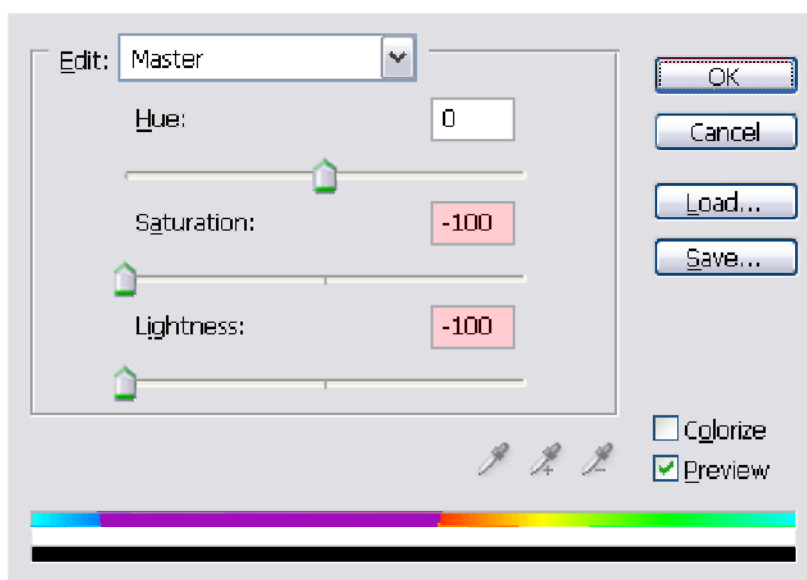 Edit: Master
OK
Hue: 0
Cancel
Load...
Saturation: -100
Save...
Lightness: -100
Colorize
Preview